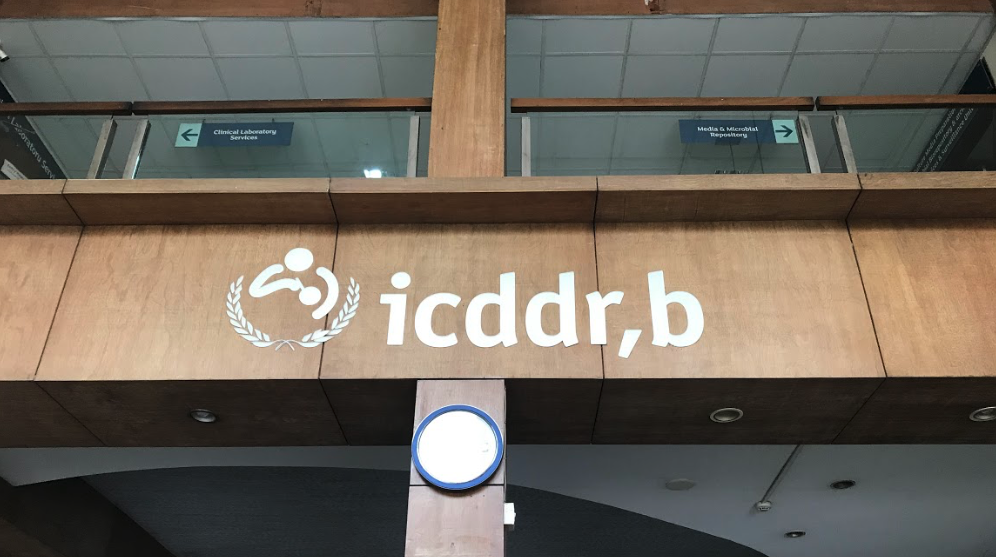 Clinical Laboratory
Services
Media & Microbial
Repository
icddr,b